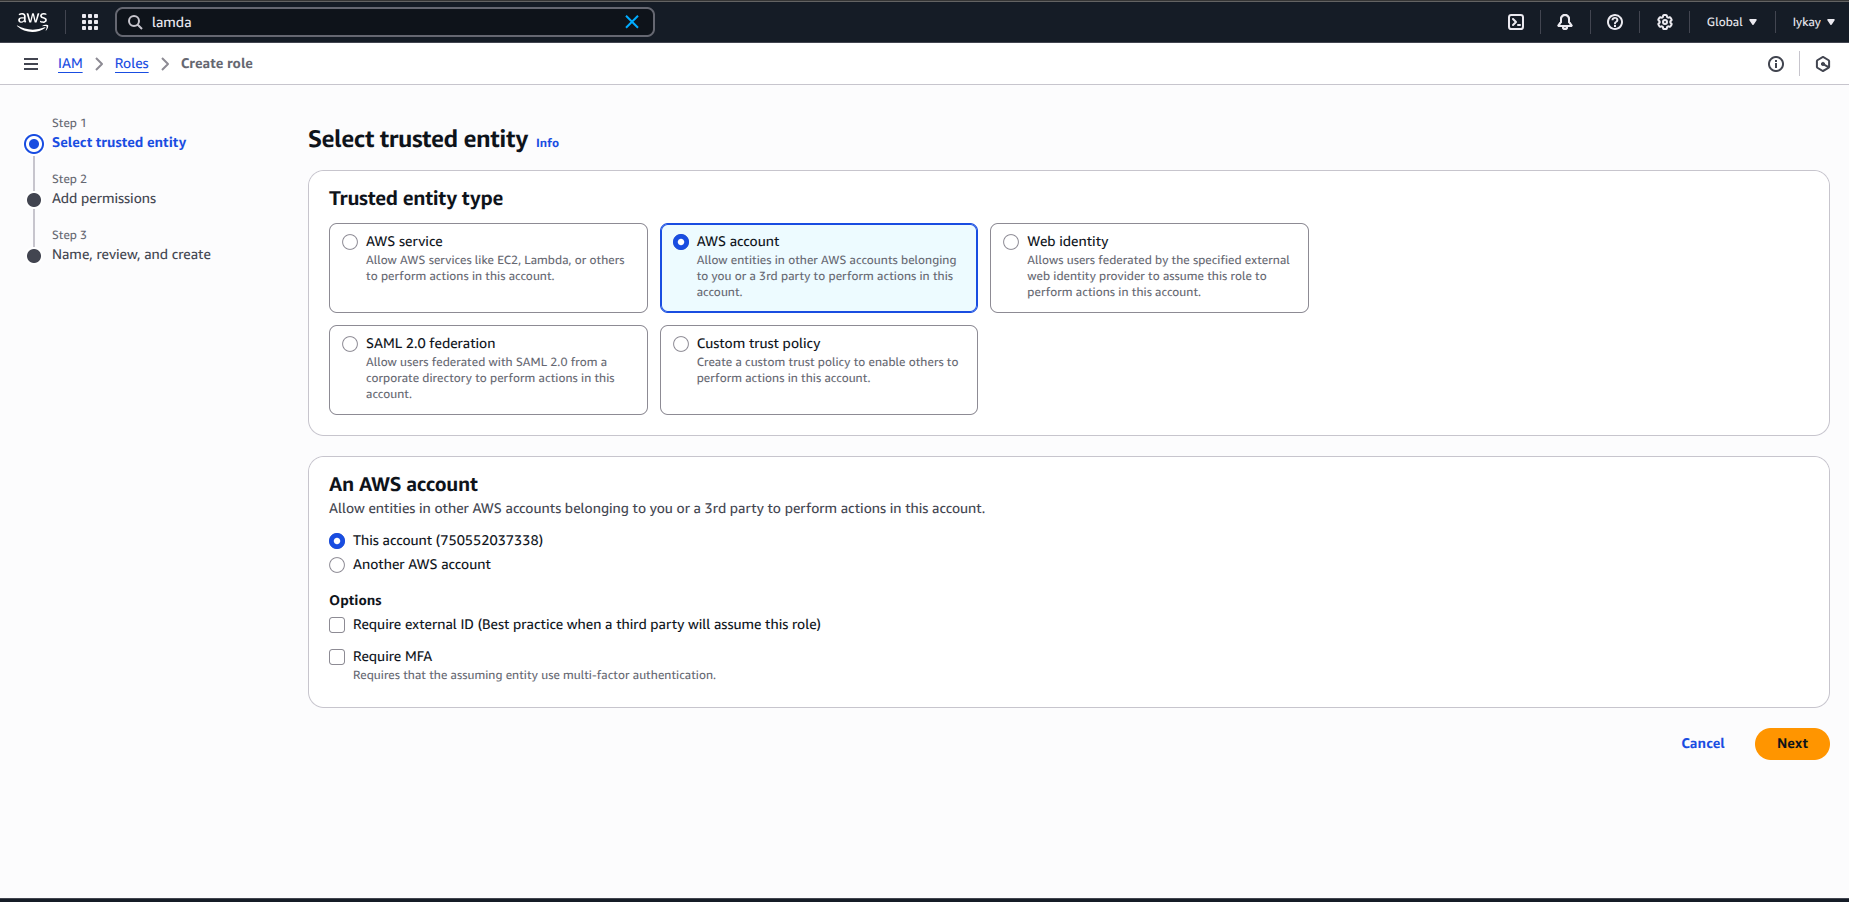 aws
lamda
Global
Iykay
IAM
Roles
Create role
Step 1
Select trusted entity
Step 2
Add permissions
Step 3
Name, review, and create
Select trusted entity Info
Trusted entity type
AWS service
Allow AWS services like EC2, Lambda, or others
to perform actions in this account.
AWS account
Allow entities in other AWS accounts belonging
to you or a 3rd party to perform actions in this
account.
Web identity
Allows users federated by the specified external
web identity provider to assume this role to
perform actions in this account.
SAML 2.0 federation
Allow users federated with SAML 2.0 from a
corporate directory to perform actions in this
account.
Custom trust policy
Create a custom trust policy to enable others to
perform actions in this account.
An AWS account
Allow entities in other AWS accounts belonging to you or a 3rd party to perform actions in this account.
This account (750552037338)
Another AWS account
Options
Require external ID (Best practice when a third party will assume this role)
Require MFA
Requires that the assuming entity use multi-factor authentication.
Cancel
Next